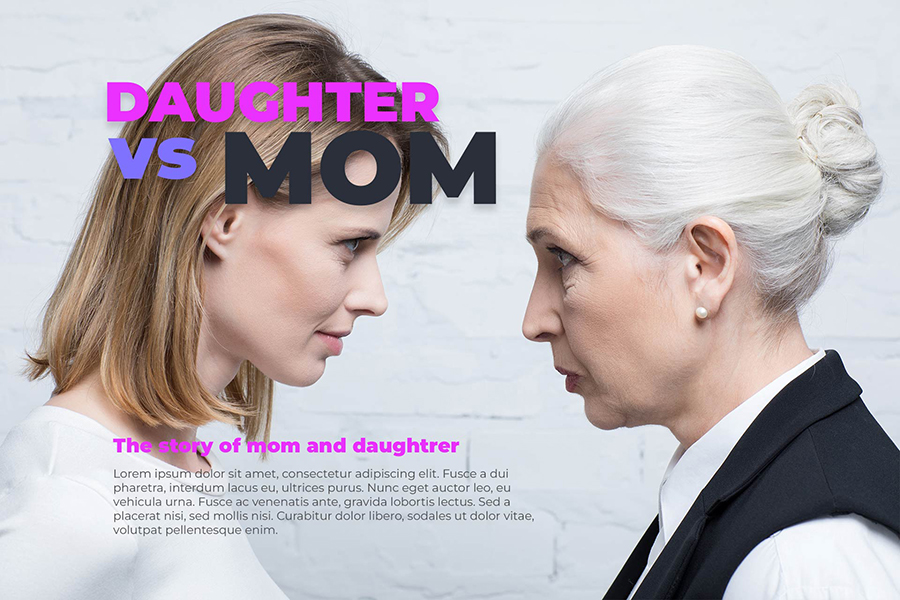 DAUGHTER
VS MOM
The story of mom and daughtrer
Lorem ipsum dolor sit amet, consectetur adipiscing elit. Fusce a dui
pharetra, interdum lacus eu, ultrices purus. Nunc eget auctor leo, eu
vehicula urna. Fusce ac venenatis ante, gravida lobortis lectus. Sed a
placerat nisi, sed mollis nisi. Curabitur dolor libero, sodales ut dolor vitae,
volutpat pellentesque enim.